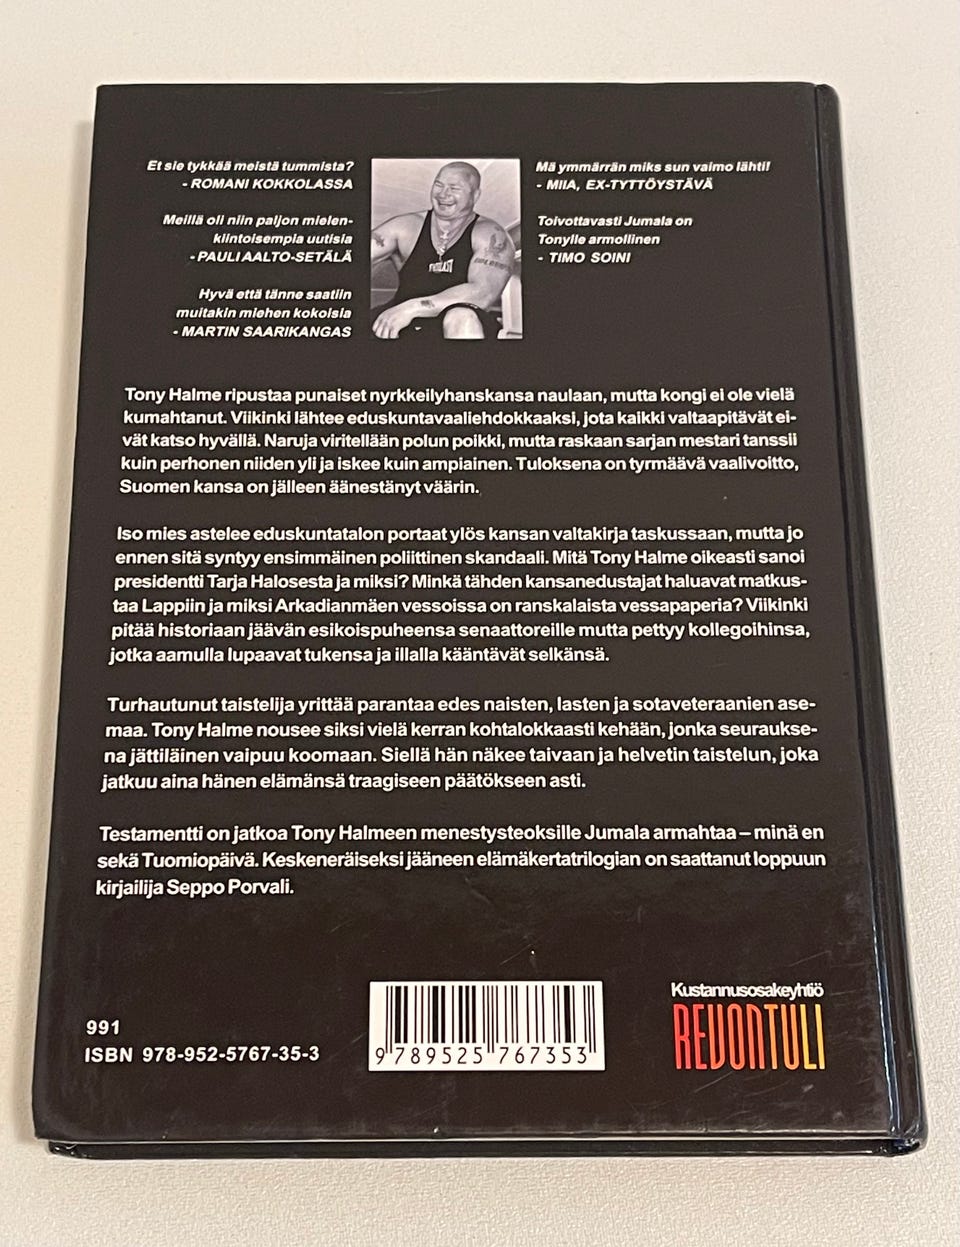 Et sie tykkää meistä tummista?
- ROMANI KOKKOLASSA
Meillä oli niin paljon mielen-
kiintoisempia uutisia
- PAULI AALTO-SETÄLÄ
Hyvä että tänne saatiin
muitakin miehen kokoisia
- MARTIN SAARIKANGAS
Mä ymmärrän miks sun vaimo lähti!
- MIIA, EX-TYTTÖYSTÄVÄ
Toivottavasti Jumala on
Tonylle armollinen
- TIMO SOINI
Tony Halme ripustaa punaiset nyrkkeilyhanskansa naulaan, mutta kongi ei ole vielä
kumahtanut. Viikinki lähtee eduskuntavaaliehdokkaaksi, jota kaikki valtaapitävät ei-
vät katso hyvällä. Naruja viritellään polun poikki, mutta raskaan sarjan mestari tanssii
kuin perhonen niiden yli ja iskee kuin ampiainen. Tuloksena on tyrmäävä vaalivoitto,
Suomen kansa on jälleen äänestänyt väärin.
Iso mies astelee eduskuntatalon portaat ylös kansan valtakirja taskussaan, mutta jo
ennen sitä syntyy ensimmäinen poliittinen skandaali. Mitä Tony Halme oikeasti sanoi
presidentti Tarja Halosesta ja miksi? Minkä tähden kansanedustajat haluavat matkus-
taa Lappiin ja miksi Arkadianmäen vessoissa on ranskalaista vessapaperia? Viikinki
pitää historiaan jäävän esikoispuheensa senaattoreille mutta pettyy kollegoihinsa,
jotka aamulla lupaavat tukensa ja illalla kääntävät selkänsä.
Turhautunut taistelija yrittää parantaa edes naisten, lasten ja sotaveteraanien ase-
maa. Tony Halme nousee siksi vielä kerran kohtalokkaasti kehään, jonka seuraukse-
na jättiläinen vaipuu koomaan. Siellä hän näkee taivaan ja helvetin taistelun, joka
jatkuu aina hänen elämänsä traagiseen päätökseen asti.
Testamentti on jatkoa Tony Halmeen menestysteoksille Jumala armahtaa – minä en
sekä Tuomiopäivä. Keskeneräiseksi jääneen elämäkertatrilogian on saattanut loppuun
kirjailija Seppo Porvali.
991
ISBN 978-952-5767-35-3
9 789525 767353
Kustannusosakeyhtiö
REVONTULI